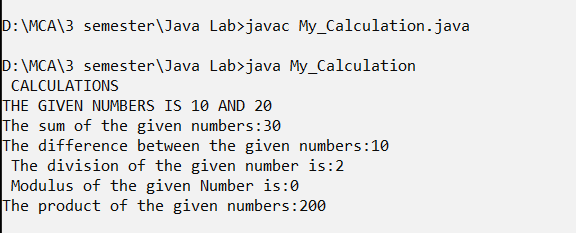 D:\MCA\3 semester\Java Lab>javac My_Calculation.java
D:\MCA\3 semester\Java Lab>java My_Calculation
 CALCULATIONS
THE GIVEN NUMBERS IS 10 AND 20
The sum of the given numbers:30
The difference between the given numbers:10
 The division of the given number is:2
 Modulus of the given Number is:0
The product of the given numbers:200